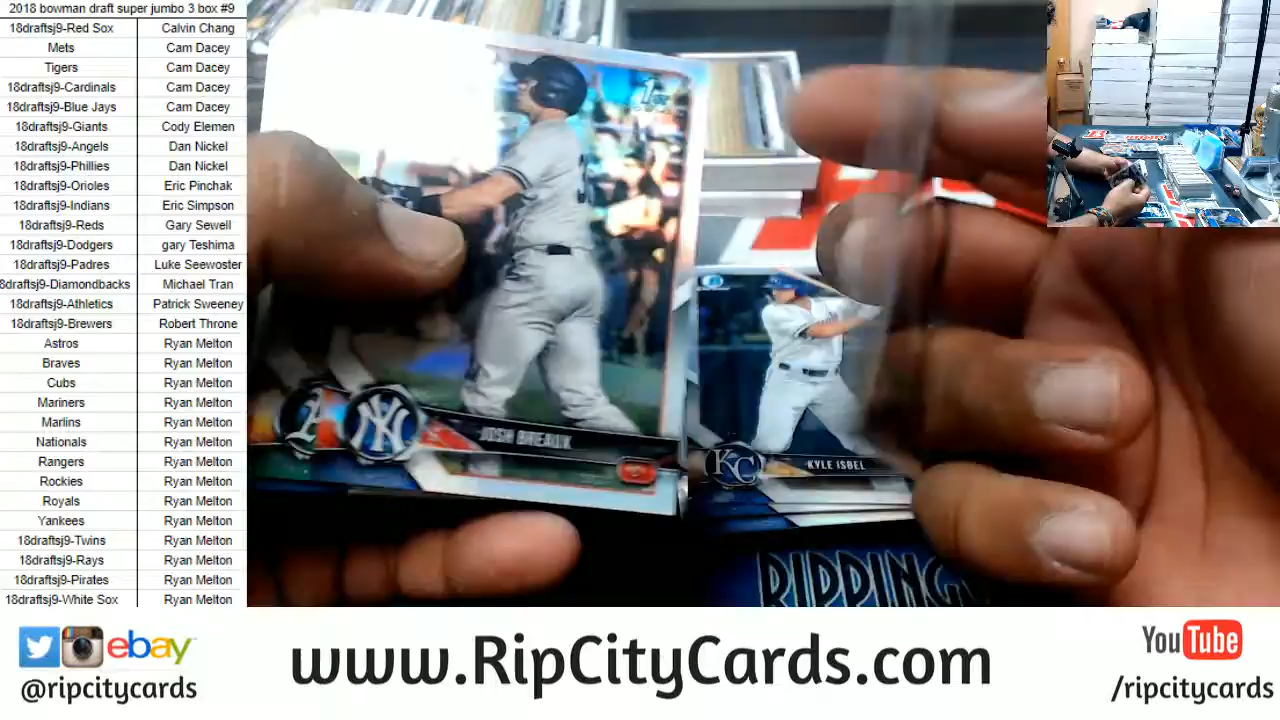 2018 bowman draft super jumbo 3 box #9
18draftsj9-Red Sox Calvin Chang
Mets Cam Dacey
Tigers Cam Dacey
18draftsj9-Cardinals Cam Dacey
18draftsj9-Blue Jays Cam Dacey
18draftsj9-Giants Cody Elemen
18draftsj9-Angels Dan Nickel
18draftsj9-Phillies Dan Nickel
18draftsj9-Orioles Eric Pinchak
18draftsj9-Indians Eric Simpson
18draftsj9-Reds Gary Sewell
18draftsj9-Dodgers gary Teshima
18draftsj9-Padres Luke Seewoster
8draftsj9-Diamondbacks Michael Tran
18draftsj9-Athletics Patrick Sweeney
18draftsj9-Brewers Robert Throne
Astros Ryan Melton
Braves Ryan Melton
Cubs Ryan Melton
Mariners Ryan Melton
Marlins Ryan Melton
Nationals Ryan Melton
Rangers Ryan Melton
Rockies Ryan Melton
Royals Ryan Melton
Yankees Ryan Melton
18draftsj9-Twins Ryan Melton
18draftsj9-Rays Ryan Melton
18draftsj9-Pirates Ryan Melton
18draftsj9-White Sox Ryan Melton
1st
A NY
JOSH BREAUX
KC KYLE ISBEL
RIPPING
ebay
@ripcitycards
www.RipCityCards.com
YouTube
/ripcitycards